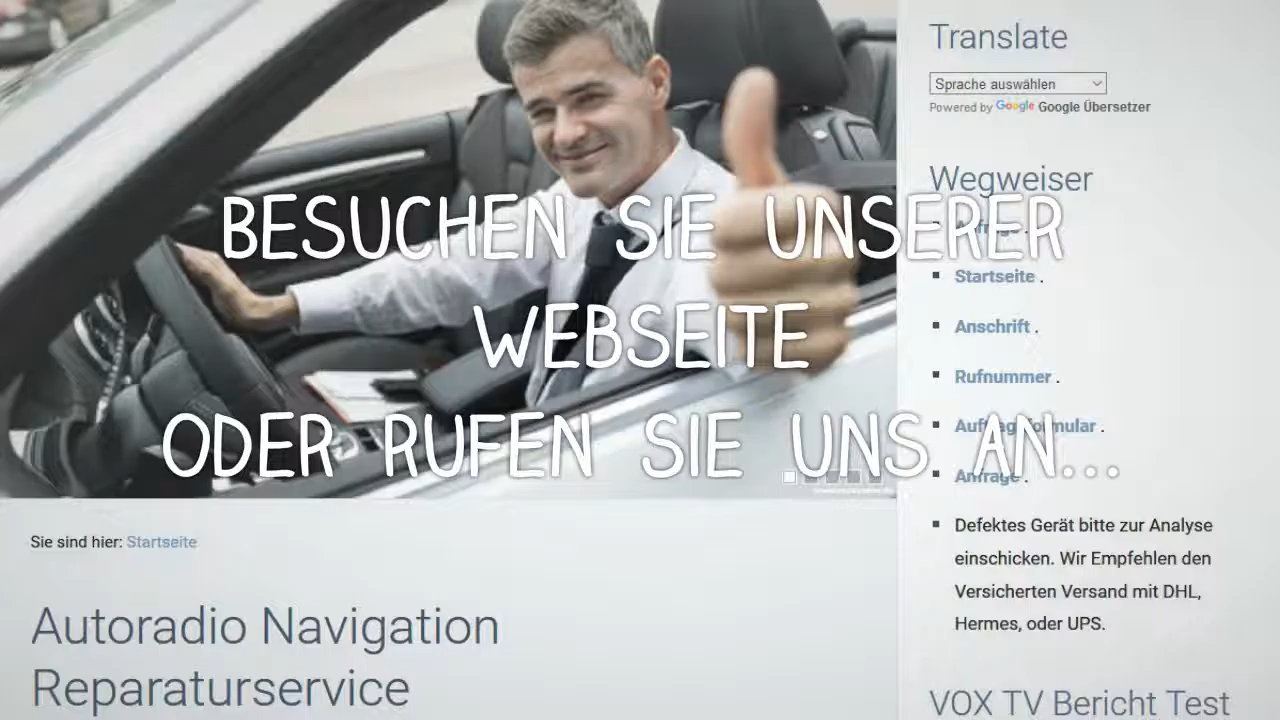 Translate
Sprache auswählen
Powered by Google Google Übersetzer
Wegweiser
BESUCHEN SIE UNSERER
WEBSEITE
ODER RUFEN SIE UNS AN...
Startseite .
Anschrift .
Rufnummer .
Auftragsformular .
Anfrage .
Defektes Gerät bitte zur Analyse
einschicken. Wir Empfehlen den
Versicherten Versand mit DHL,
Hermes, oder UPS.
Sie sind hier: Startseite
Autoradio Navigation
Reparaturservice
VOX TV Bericht Test